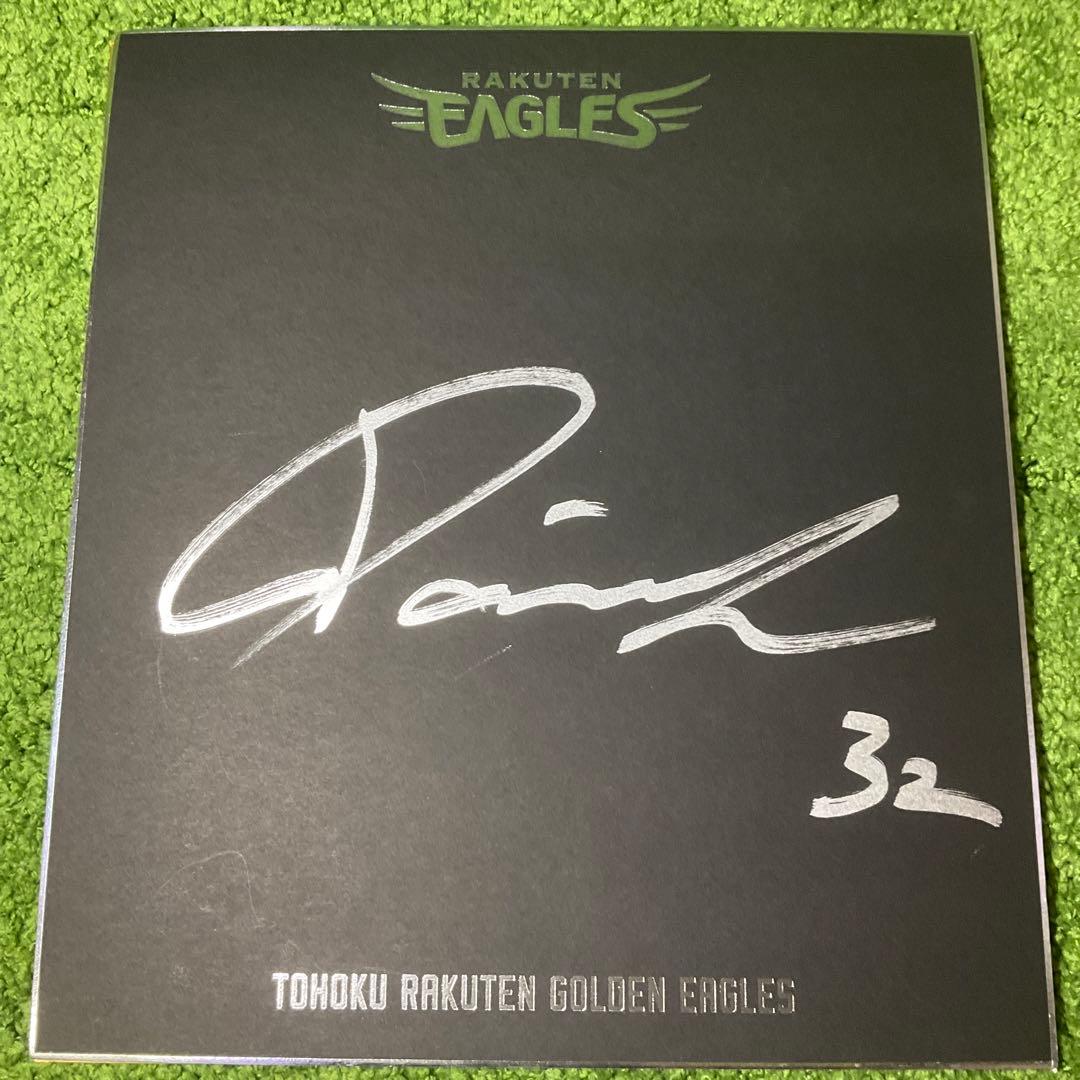 RAKUTEN
EAGLES
32
TOHOKU RAKUTEN GOLDEN EAGLES